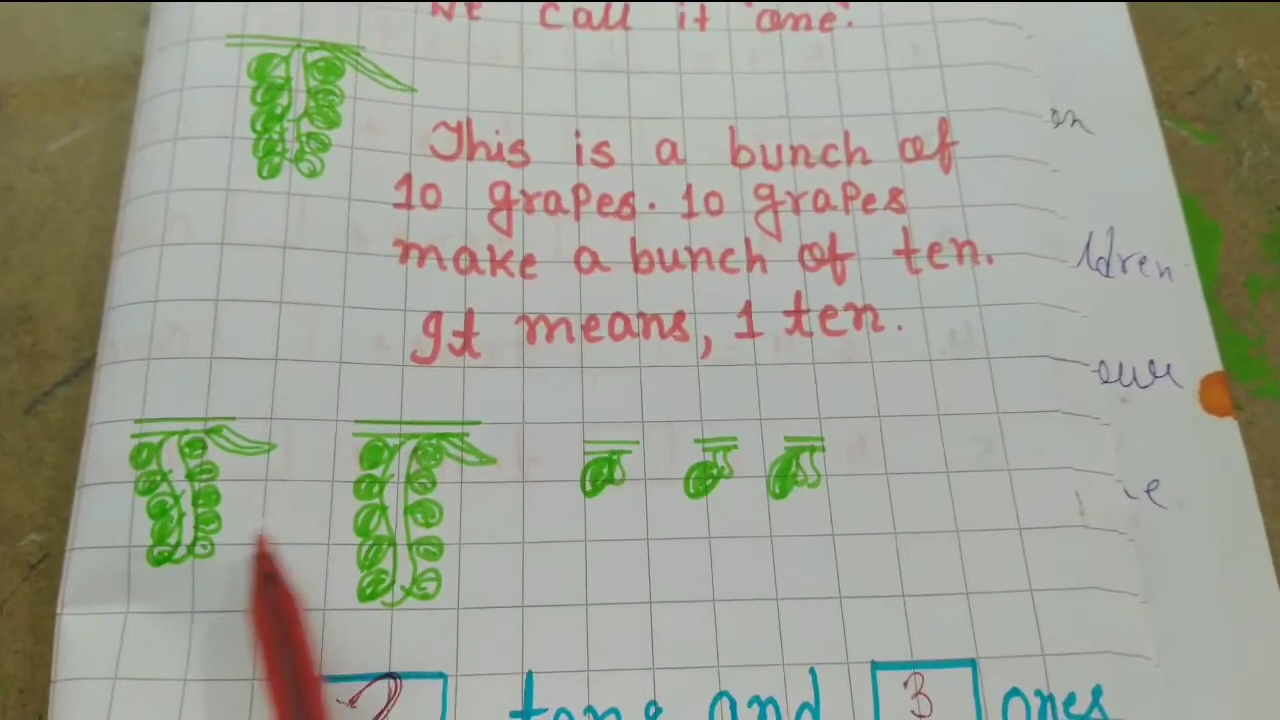 We call it "one".
This is a bunch of
10 grapes. 10 grapes
make a bunch of ten.
It means, 1 ten.
2 tens and 3 ones